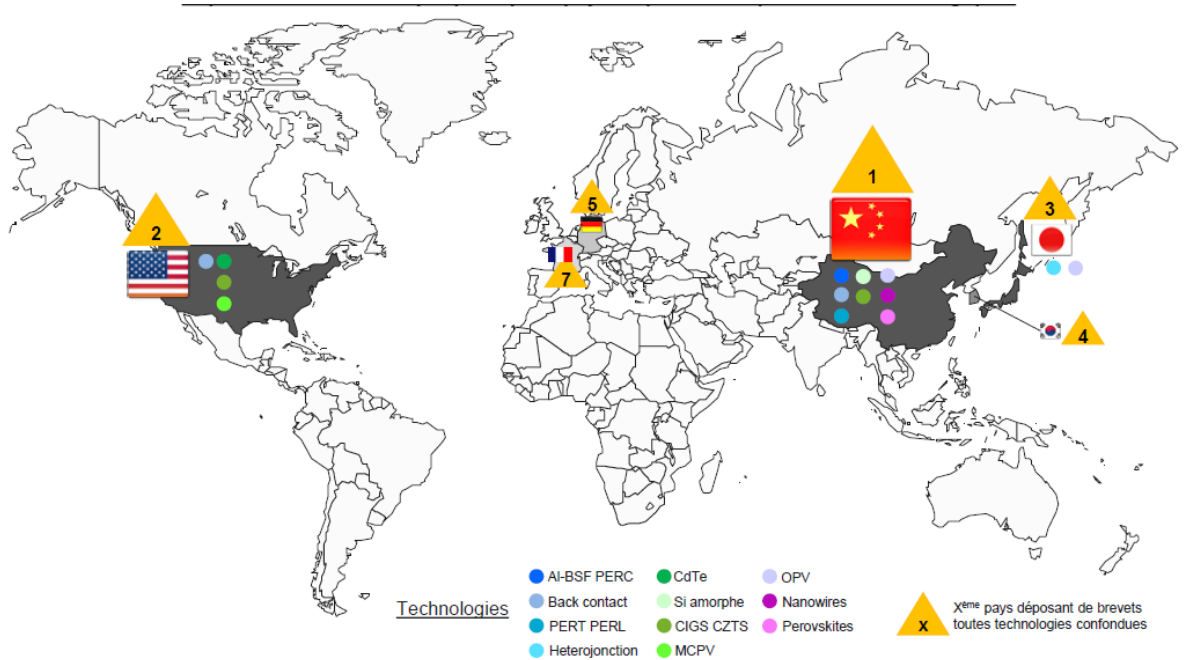 1
5
3
2
7
4
Technologies
Al-BSF PERC
CdTe
OPV
Back contact
Si amorphe
Nanowires
PERT PERL
CIGS CZTS
Perovskites
Heterojonction
MCPV
X
Xème pays déposant de brevets
toutes technologies confondues